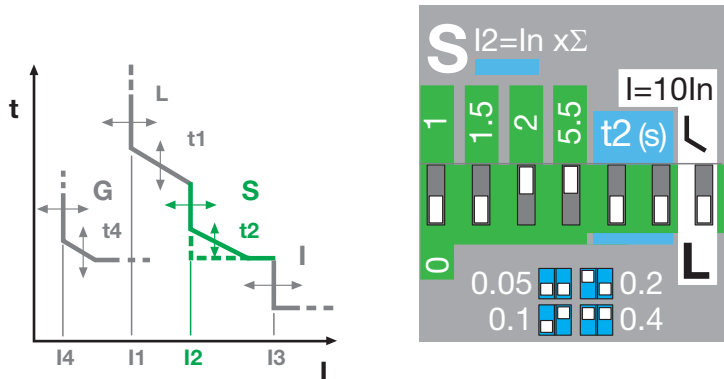 t
L
t1
G
t4
S
t2
I
I4
I1
I2
I3
I
S I2=In xΣ
I=10In
1
1.5
2
5.5
t2 (s)
0
0.05
0.2
0.1
0.4